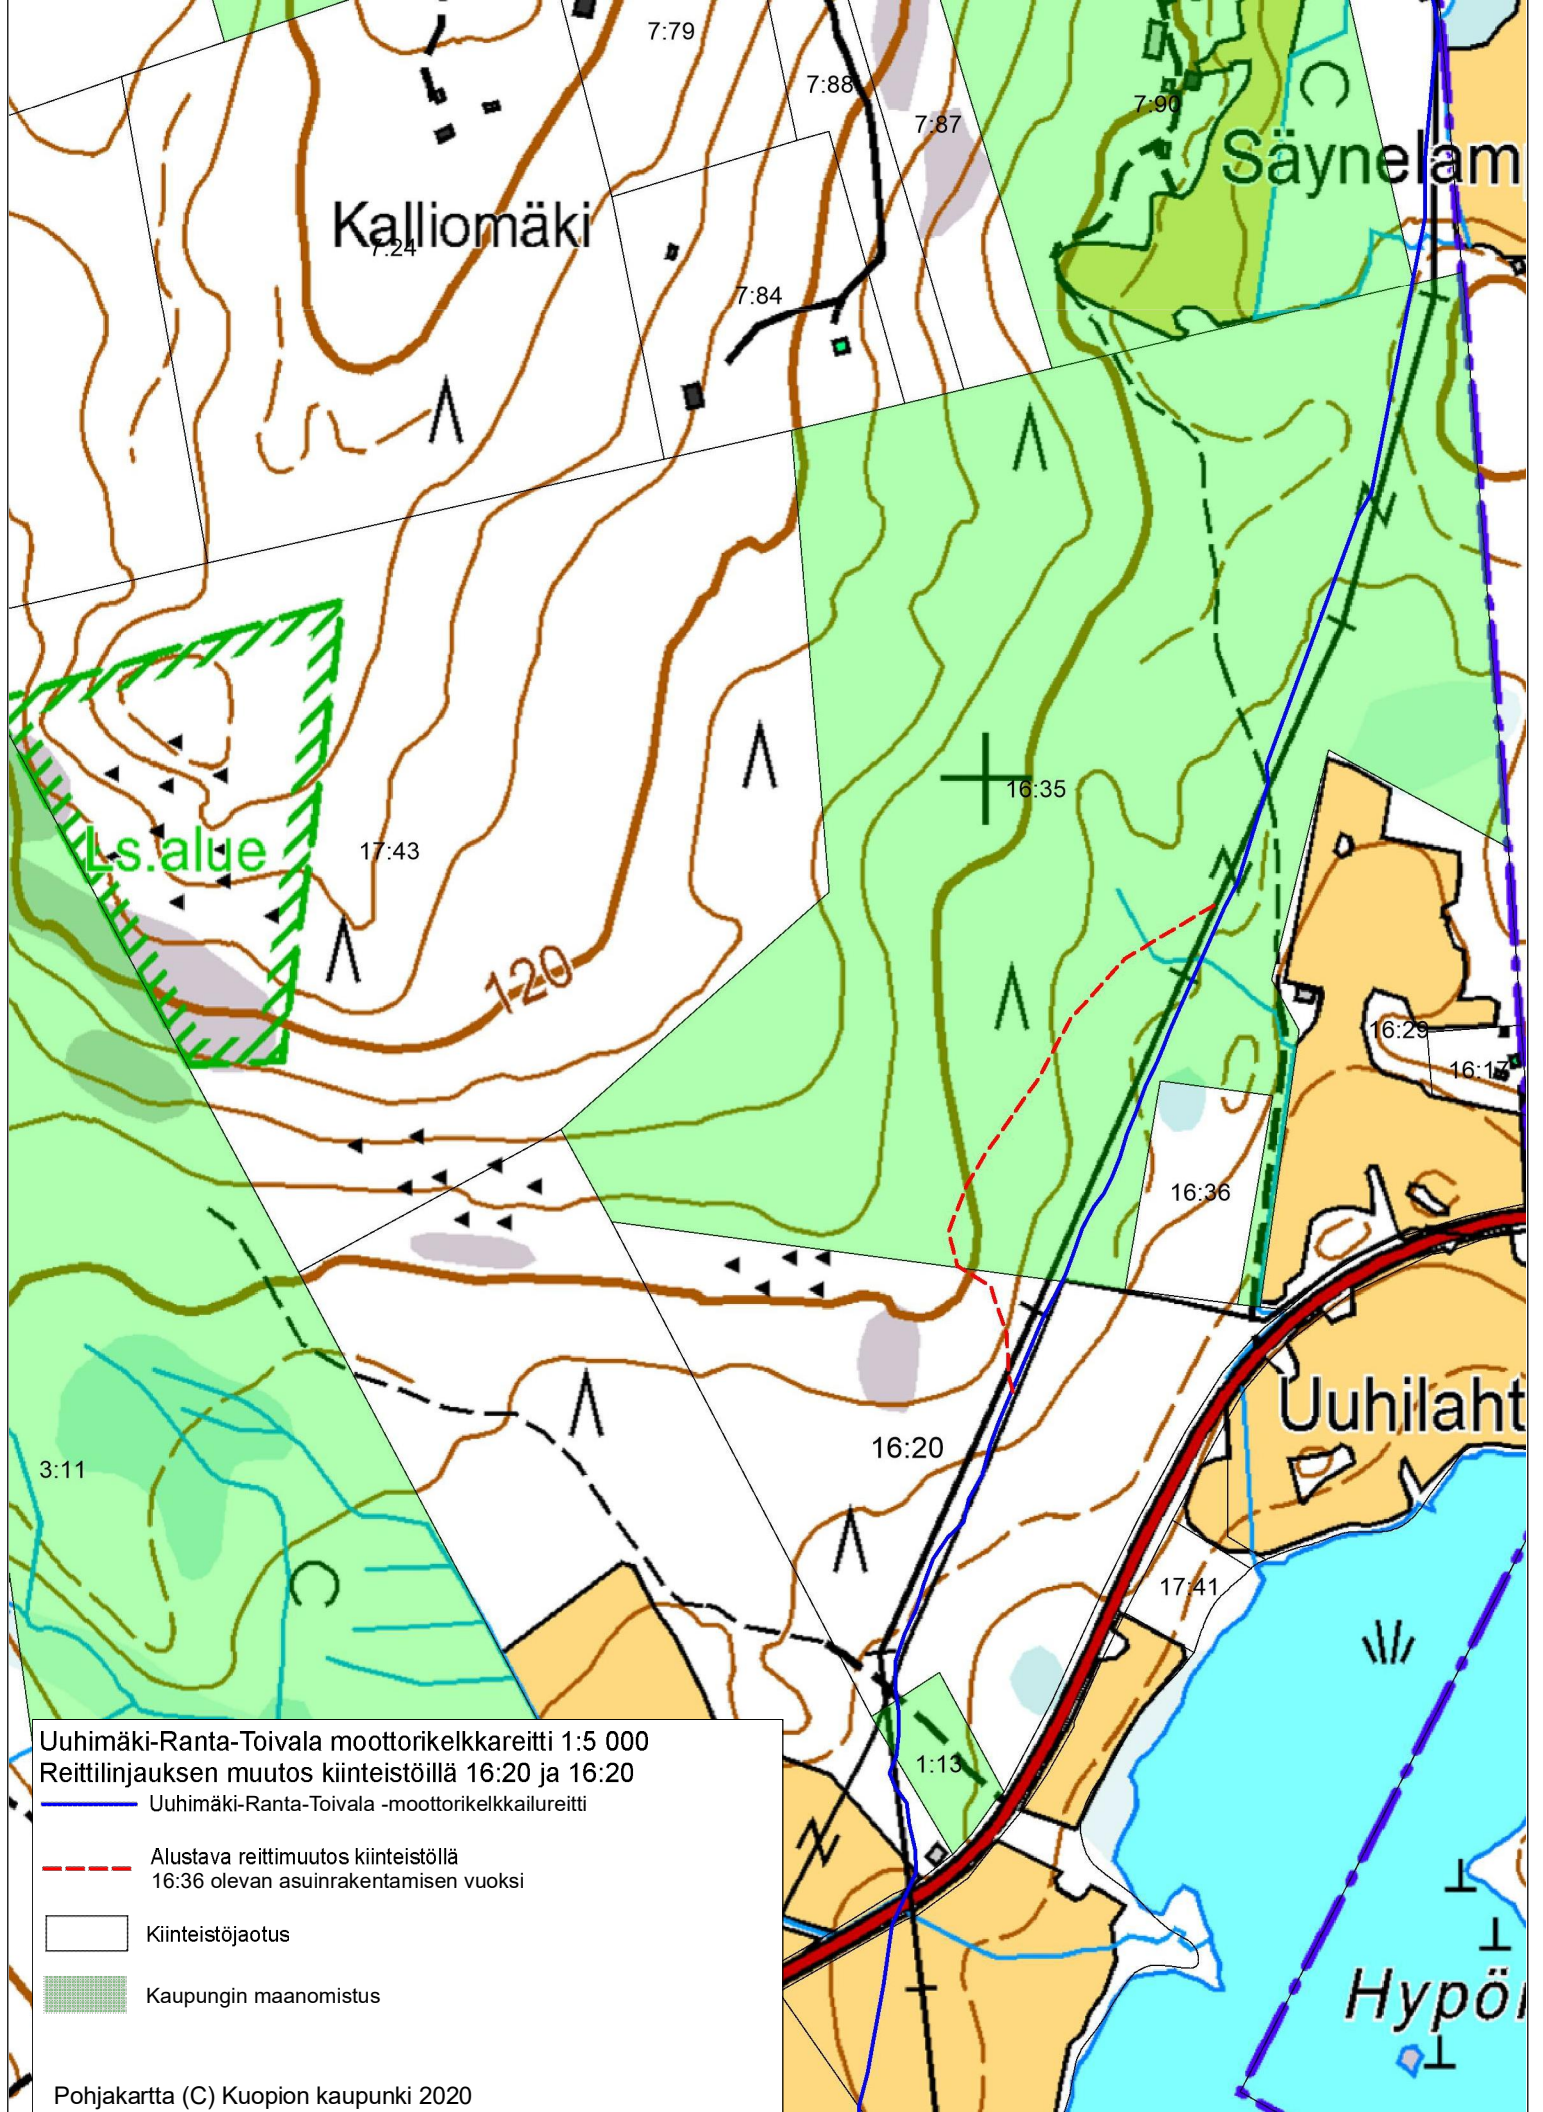 7:79
7:88
7:87
7:90
Säynelam
Kalliomäki
7:24
7:84
16:35
Ls.alue
17:43
120
16:29
16:17
16:36
Uuhilaht
16:20
3:11
17:41
1:13
Hypö
Uuhimäki-Ranta-Toivala moottorikelkkareitti 1:5 000
Reittilinjauksen muutos kiinteistöillä 16:20 ja 16:20
Uuhimäki-Ranta-Toivala -moottorikelkkailureitti
Alustava reittimuutos kiinteistöllä
16:36 olevan asuinrakentamisen vuoksi
Kiinteistöjaotus
Kaupungin maanomistus
Pohjakartta (C) Kuopion kaupunki 2020